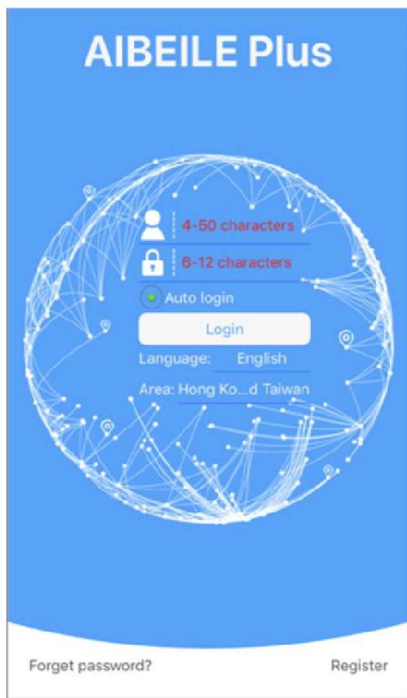 AIBEILE Plus
4-50 characters
6-12 characters
Auto login
Login
Language: English
Area: Hong Ko...d Taiwan
Forget password? Register